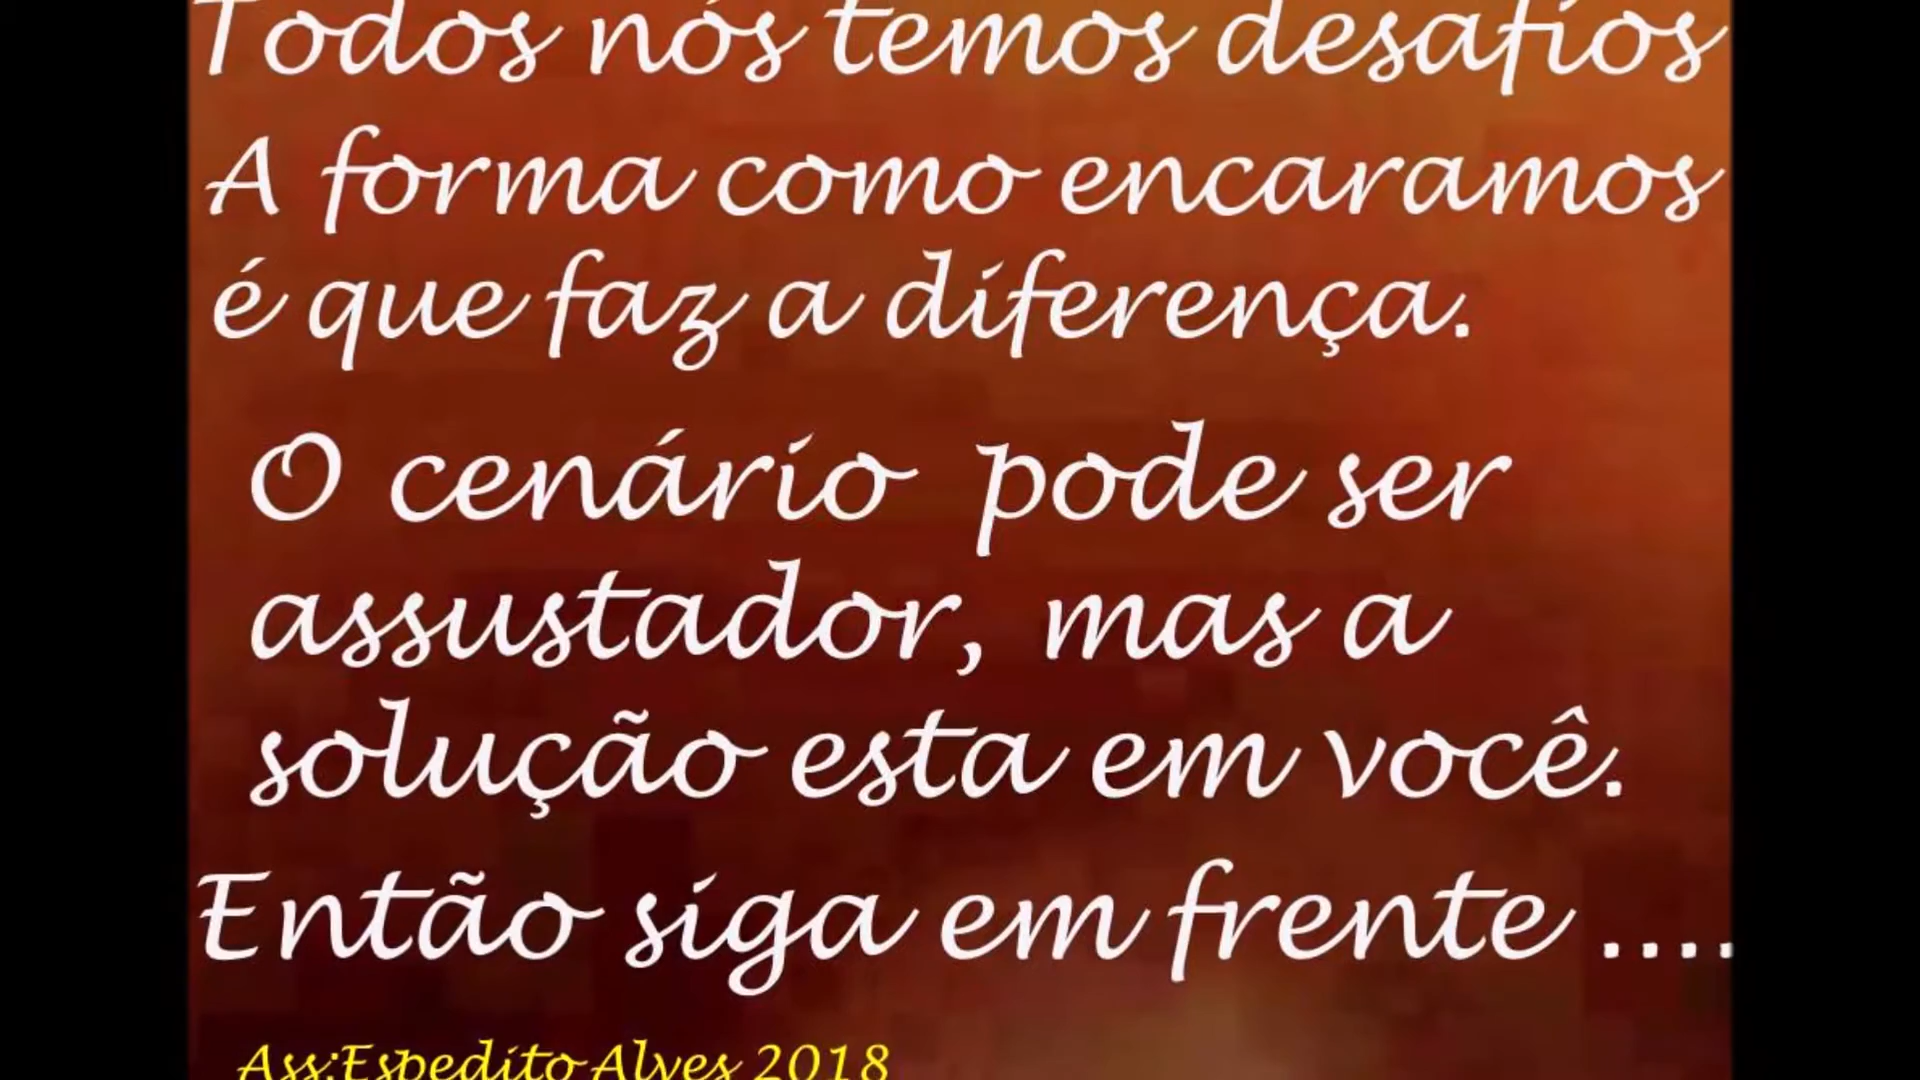 Todos nós temos desafios
A forma como encaramos
é que faz a diferença.
O cenário pode ser
assustador, mas a
solução esta em você.
Então siga em frente ....
Ass:Espedito Alves 2018